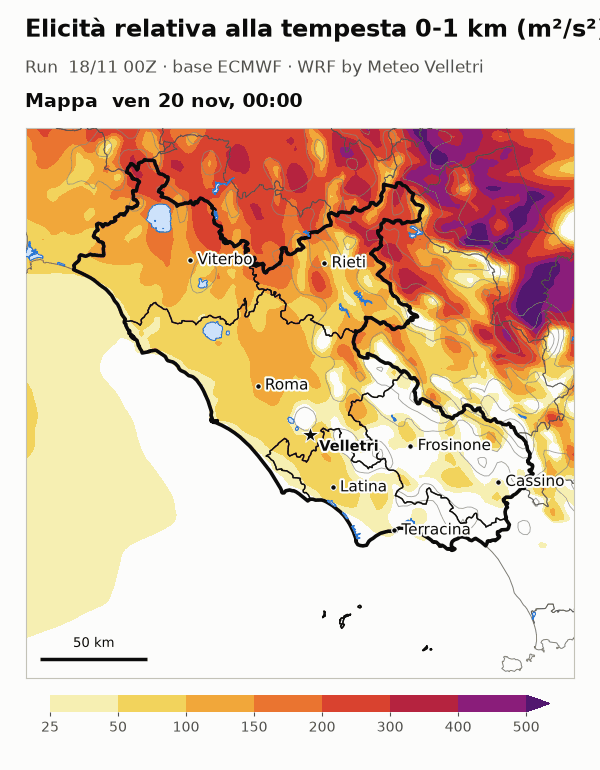 Elicità relativa alla tempesta 0-1 km (m²/s²)
Run 18/11 00Z · base ECMWF · WRF by Meteo Velletri
Mappa ven 20 nov, 00:00
Viterbo
Rieti
Roma
Velletri
Frosinone
Latina
Cassino
Terracina
50 km
25 50 100 150 200 300 400 500